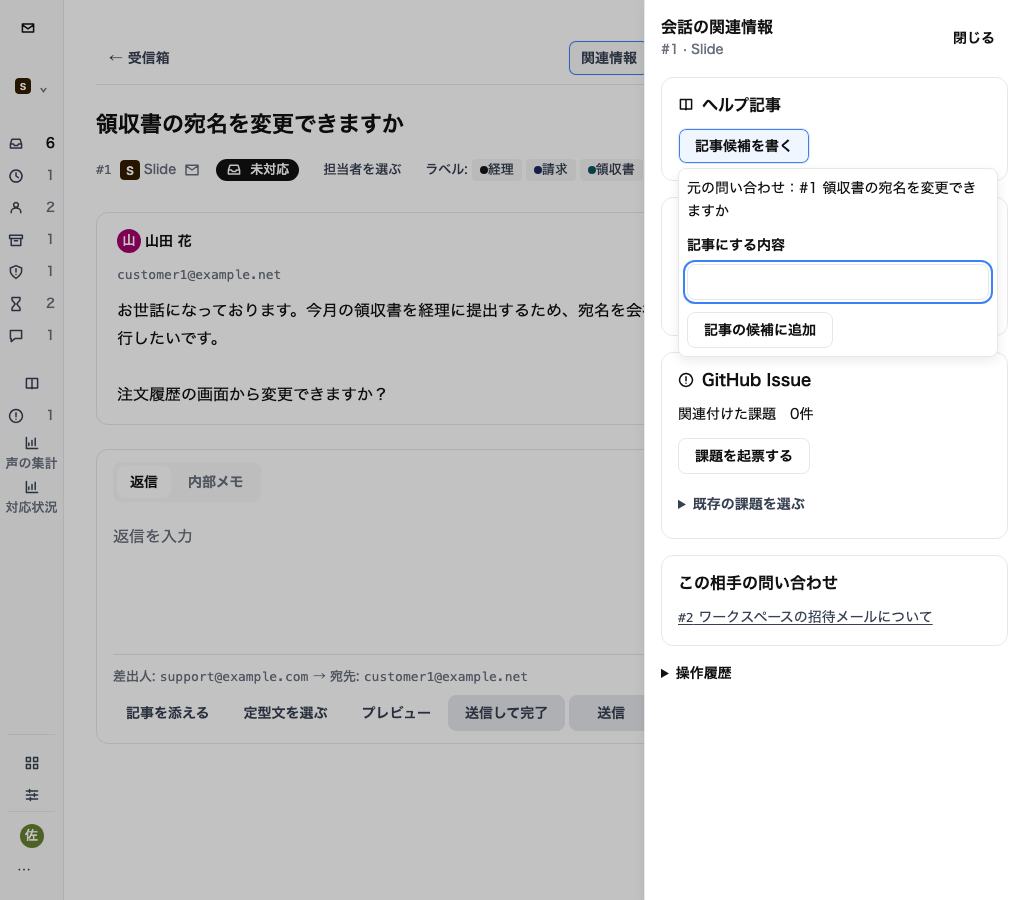 S
6
1
2
1
1
2
1
1
声の集計
対応状況
佐
…
← 受信箱
関連情報
領収書の宛名を変更できますか
#1 S Slide 未対応 担当者を選ぶ ラベル: 経理 請求 領収書
山 山田 花
customer1@example.net
お世話になっております。今月の領収書を経理に提出するため、宛名を会
行したいです。
注文履歴の画面から変更できますか？
返信 内部メモ
返信を入力
差出人: support@example.com → 宛先: customer1@example.net
記事を添える 定型文を選ぶ プレビュー 送信して完了 送信
会話の関連情報
#1 · Slide
閉じる
ヘルプ記事
記事候補を書く
元の問い合わせ：#1 領収書の宛名を変更でき
ますか
記事にする内容
記事の候補に追加
GitHub Issue
関連付けた課題 0件
課題を起票する
▶ 既存の課題を選ぶ
この相手の問い合わせ
#2 ワークスペースの招待メールについて
▶ 操作履歴